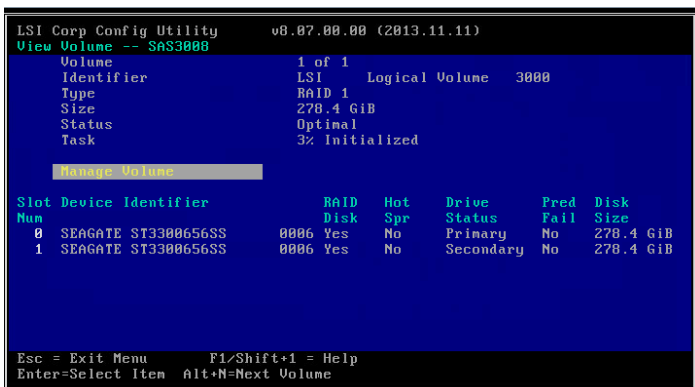 LSI Corp Config Utility v8.07.00.00 (2013.11.11)
View Volume -- SAS3008
Volume 1 of 1
Identifier LSI Logical Volume 3000
Type RAID 1
Size 278.4 GiB
Status Optimal
Task 3% Initialized
Manage Volume
Slot Device Identifier RAID Hot Drive Pred Disk
Num Disk Spr Status Fail Size
0 SEAGATE ST3300656SS 0006 Yes No Primary No 278.4 GiB
1 SEAGATE ST3300656SS 0006 Yes No Secondary No 278.4 GiB
Esc = Exit Menu F1/Shift+1 = Help
Enter=Select Item Alt+N=Next Volume